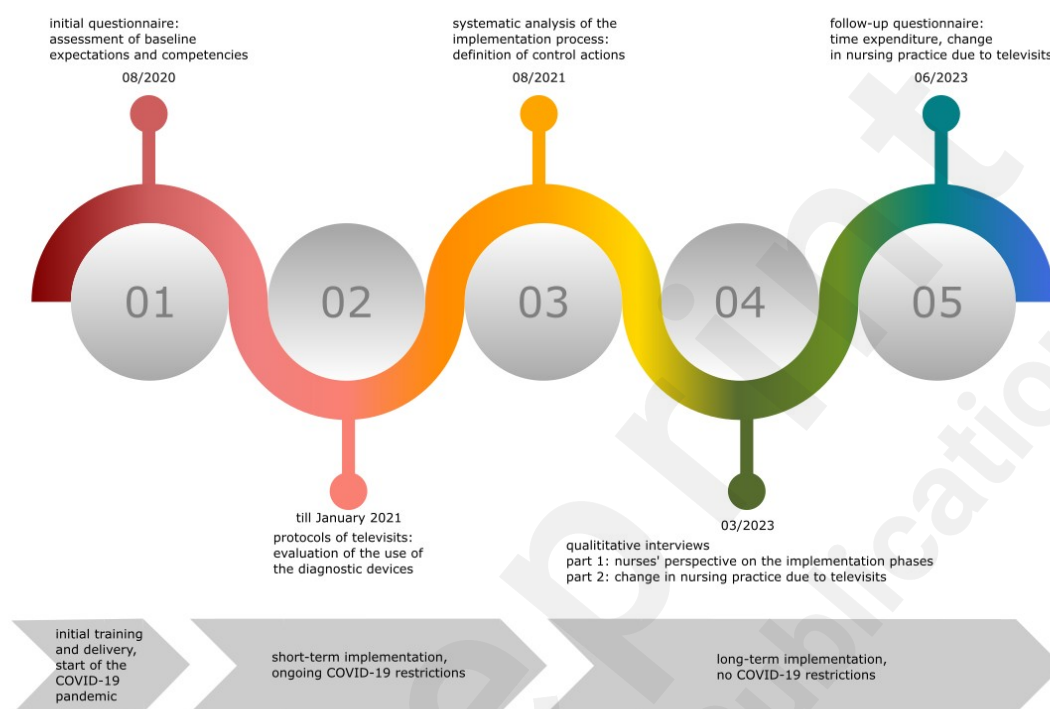 initial questionnaire:
assessment of baseline
expectations and competencies
08/2020
systematic analysis of the
implementation process:
definition of control actions
08/2021
follow-up questionnaire:
time expenditure, change
in nursing practice due to televisits
06/2023
01
02
03
04
05
till January 2021
protocols of televisits:
evaluation of the use of
the diagnostic devices
03/2023
qualititative interviews
part 1: nurses' perspective on the implementation phases
part 2: change in nursing practice due to televisits
initial training
and delivery,
start of the
COVID-19
pandemic
short-term implementation,
ongoing COVID-19 restrictions
long-term implementation,
no COVID-19 restrictions